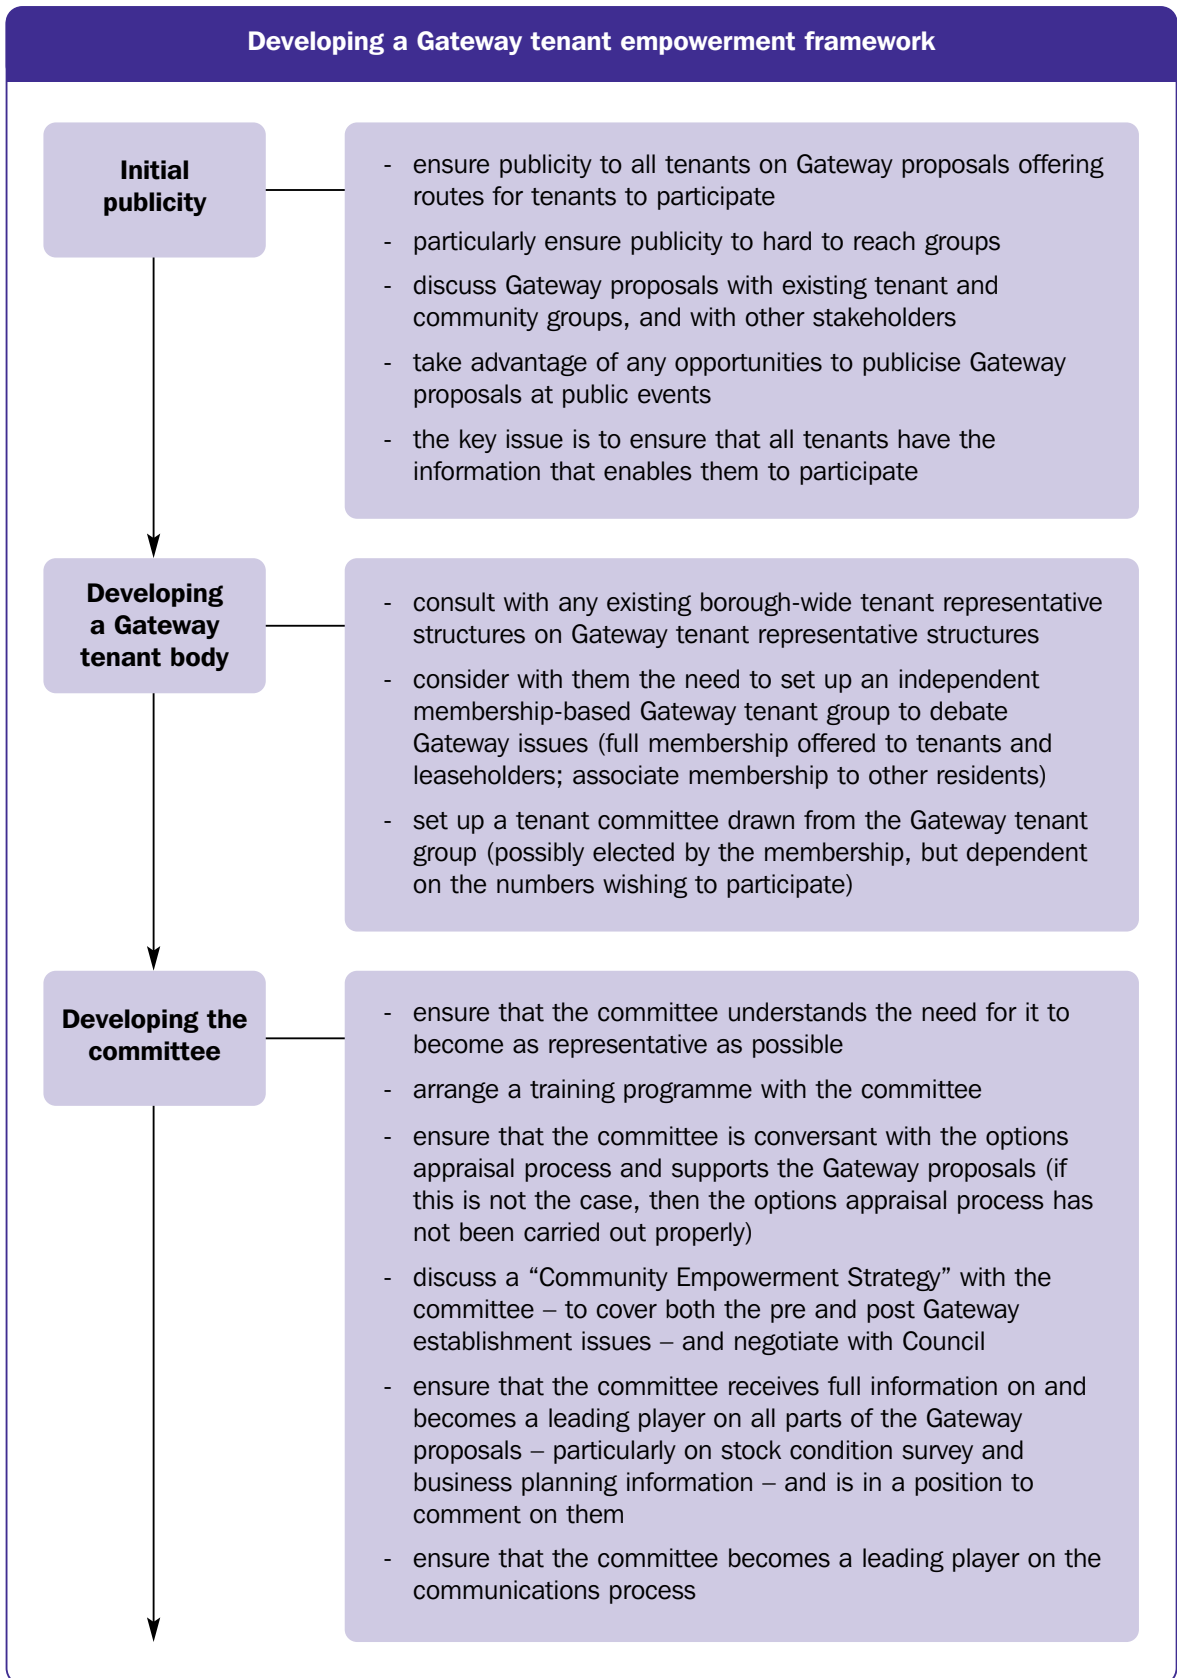 Developing a Gateway tenant empowerment framework
Initial
publicity
- ensure publicity to all tenants on Gateway proposals offering
routes for tenants to participate
- particularly ensure publicity to hard to reach groups
- discuss Gateway proposals with existing tenant and
community groups, and with other stakeholders
- take advantage of any opportunities to publicise Gateway
proposals at public events
- the key issue is to ensure that all tenants have the
information that enables them to participate
Developing
a Gateway
tenant body
- consult with any existing borough-wide tenant representative
structures on Gateway tenant representative structures
- consider with them the need to set up an independent
membership-based Gateway tenant group to debate
Gateway issues (full membership offered to tenants and
leaseholders; associate membership to other residents)
- set up a tenant committee drawn from the Gateway tenant
group (possibly elected by the membership, but dependent
on the numbers wishing to participate)
Developing the
committee
- ensure that the committee understands the need for it to
become as representative as possible
- arrange a training programme with the committee
- ensure that the committee is conversant with the options
appraisal process and supports the Gateway proposals (if
this is not the case, then the options appraisal process has
not been carried out properly)
- discuss a “Community Empowerment Strategy” with the
committee – to cover both the pre and post Gateway
establishment issues – and negotiate with Council
- ensure that the committee receives full information on and
becomes a leading player on all parts of the Gateway
proposals – particularly on stock condition survey and
business planning information – and is in a position to
comment on them
- ensure that the committee becomes a leading player on the
communications process